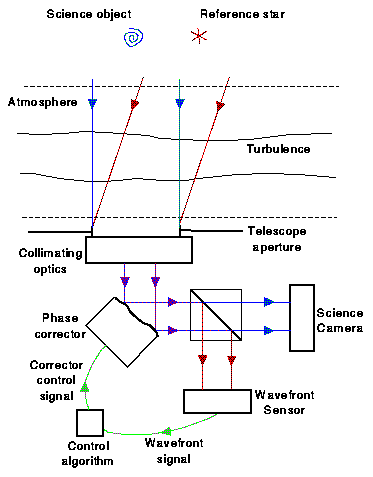 Science object
Reference star
Atmosphere
Turbulence
Telescope
aperture
Collimating
optics
Phase
corrector
Science
Camera
Corrector
control
signal
Wavefront
Sensor
Control
algorithm
Wavefront
signal